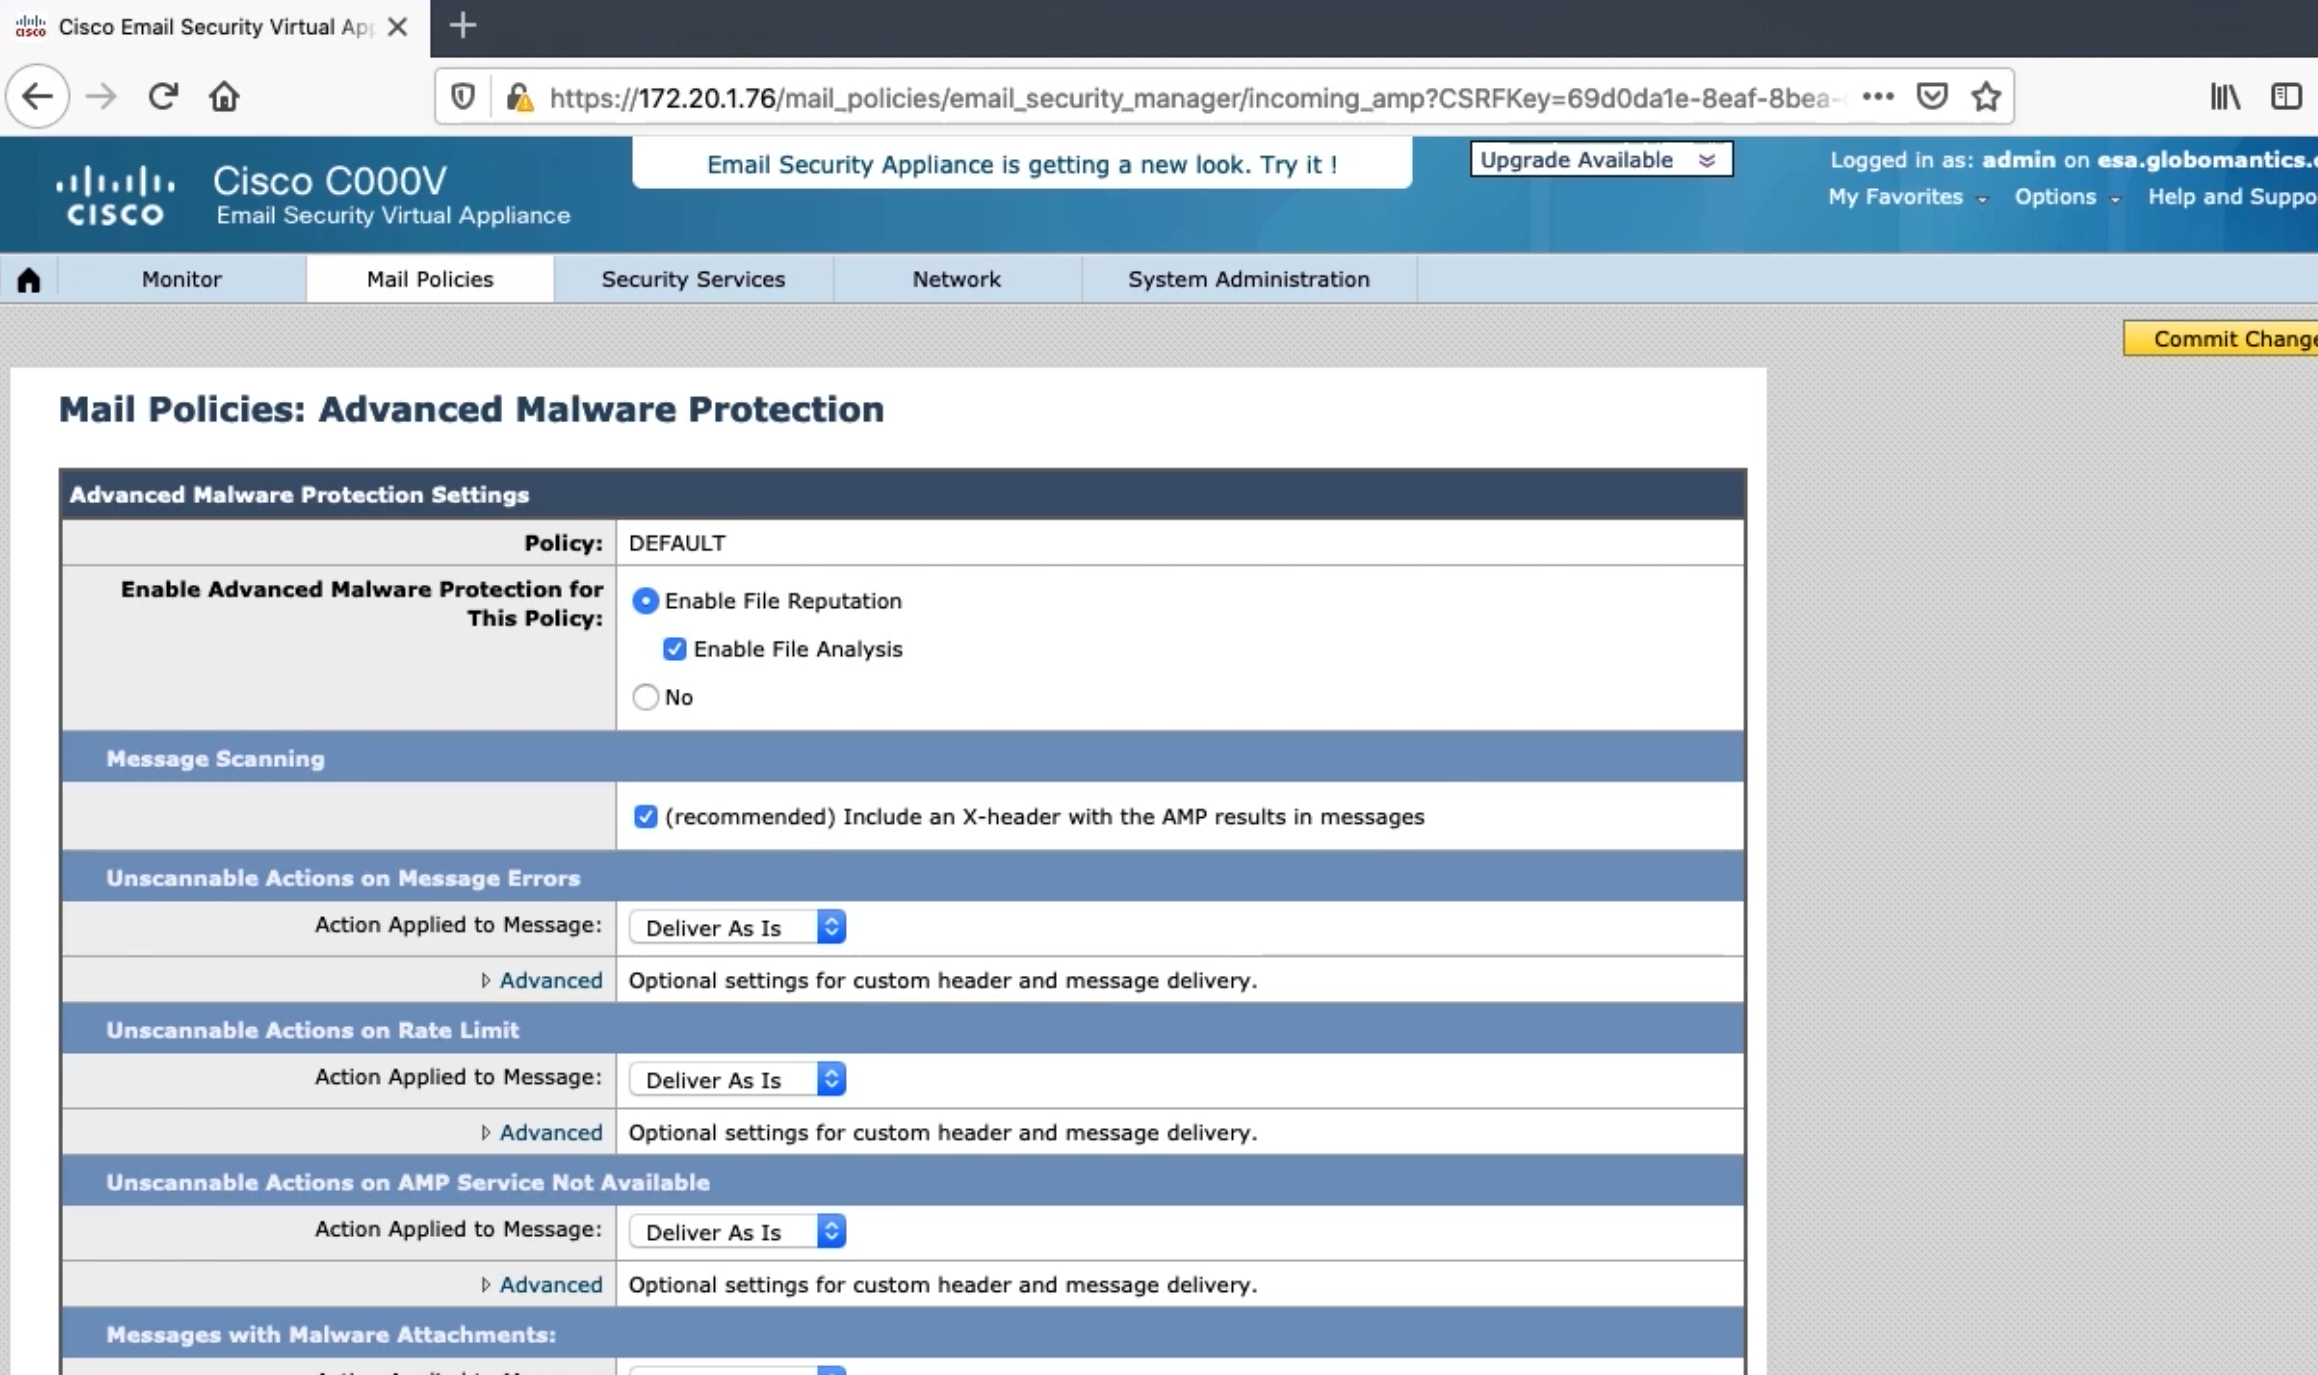 Cisco Email Security Virtual Ap
https://172.20.1.76/mail_policies/email_security_manager/incoming_amp?CSRFKey=69d0da1e-8eaf-8bea-
CISCO
Cisco C000V
Email Security Virtual Appliance
Email Security Appliance is getting a new look. Try it !
Upgrade Available
Logged in as: admin on esa.globomantics.
My Favorites
Options
Help and Suppo
Monitor
Mail Policies
Security Services
Network
System Administration
Commit Change
Mail Policies: Advanced Malware Protection
Advanced Malware Protection Settings
Policy: DEFAULT
Enable Advanced Malware Protection for
This Policy:
Enable File Reputation
Enable File Analysis
No
Message Scanning
(recommended) Include an X-header with the AMP results in messages
Unscannable Actions on Message Errors
Action Applied to Message: Deliver As Is
Advanced Optional settings for custom header and message delivery.
Unscannable Actions on Rate Limit
Action Applied to Message: Deliver As Is
Advanced Optional settings for custom header and message delivery.
Unscannable Actions on AMP Service Not Available
Action Applied to Message: Deliver As Is
Advanced Optional settings for custom header and message delivery.
Messages with Malware Attachments: